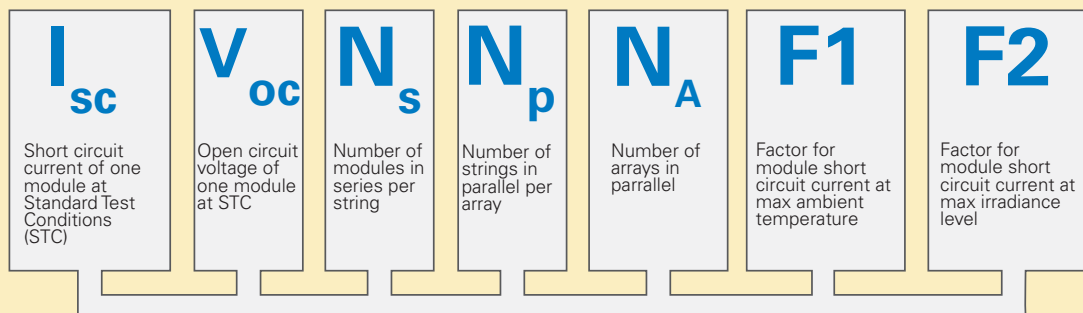 Isc
Short circuit
current of one
module at
Standard Test
Conditions
(STC)
Voc
Open circuit
voltage of
one module
at STC
Ns
Number of
modules in
series per
string
Np
Number of
strings in
parallel per
array
NA
Number of
arrays in
parrallel
F1
Factor for
module short
circuit current at
max ambient
temperature
F2
Factor for
module short
circuit current at
max irradiance
level